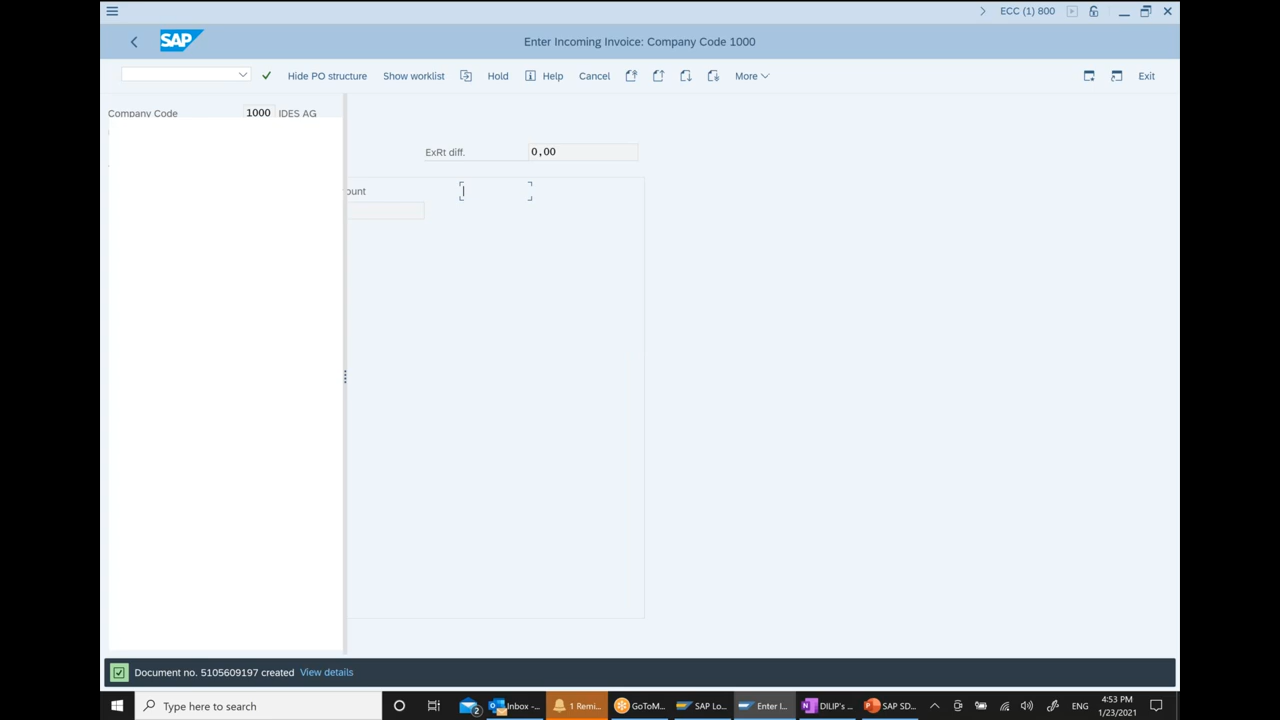 ECC (1) 800
SAP
Enter Incoming Invoice: Company Code 1000
Hide PO structure
Show worklist
Hold
Help
Cancel
More
Exit
Company Code 1000 IDES AG
ExRt diff. 0,00
ount
Document no. 5105609197 created View details
Type here to search
2
Inbox -...
1 Remi...
GoToM...
SAP Lo...
Enter I...
DILIP's ...
SAP SD...
ENG
4:53 PM
1/23/2021